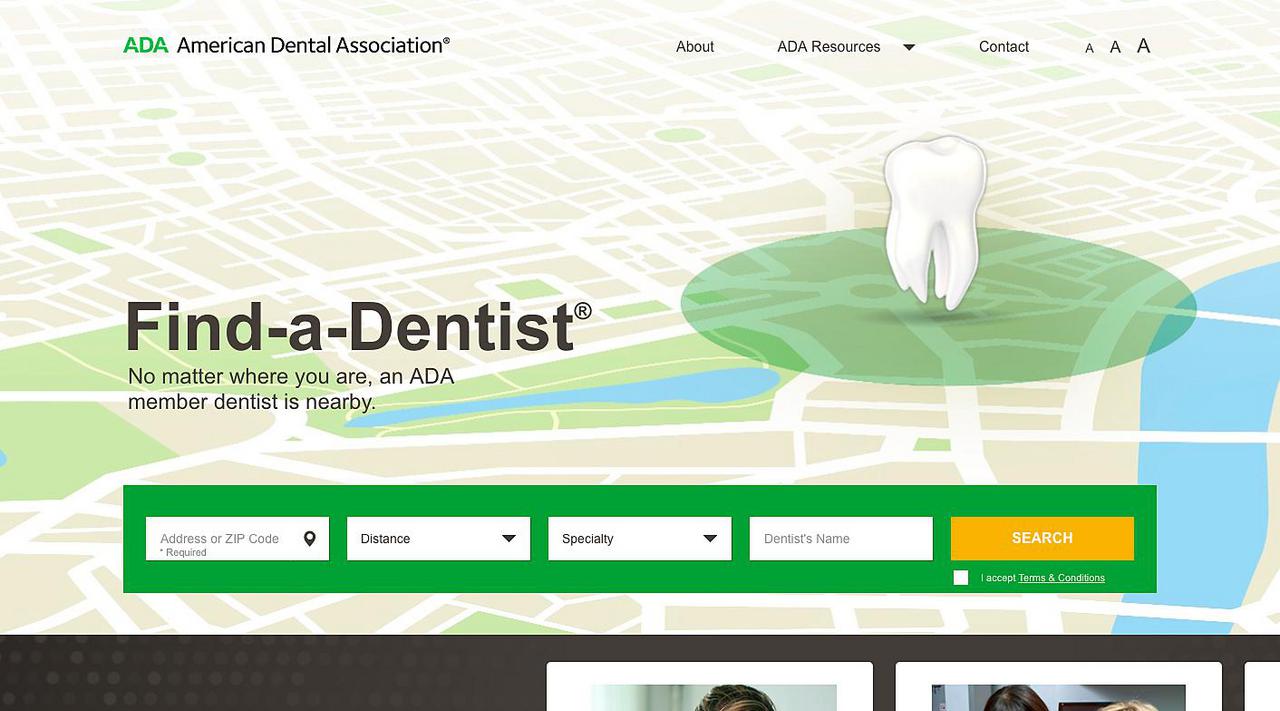 ADA American Dental Association®
About
ADA Resources
Contact
A A A
Find-a-Dentist®
No matter where you are, an ADA
member dentist is nearby.
Address or ZIP Code
* Required
Distance
Specialty
Dentist's Name
SEARCH
I accept Terms & Conditions